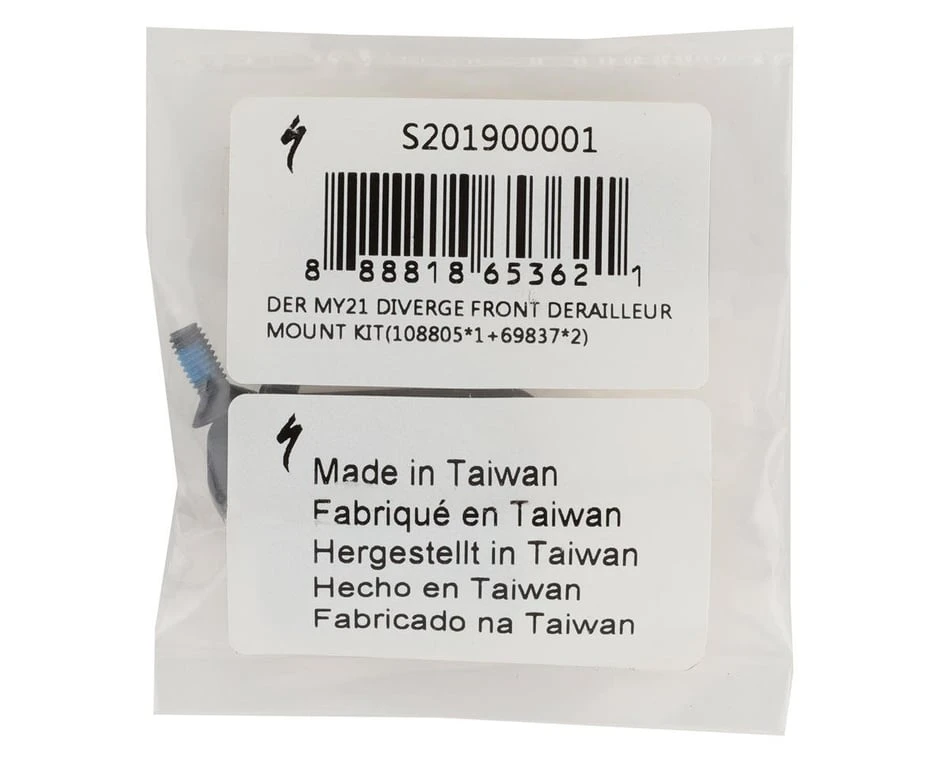 S201900001
8 88818 65362 1
DER MY21 DIVERGE FRONT DERAILLEUR
MOUNT KIT(108805*1+69837*2)
Made in Taiwan
Fabriqué en Taiwan
Hergestellt in Taiwan
Hecho en Taiwan
Fabricado na Taiwan